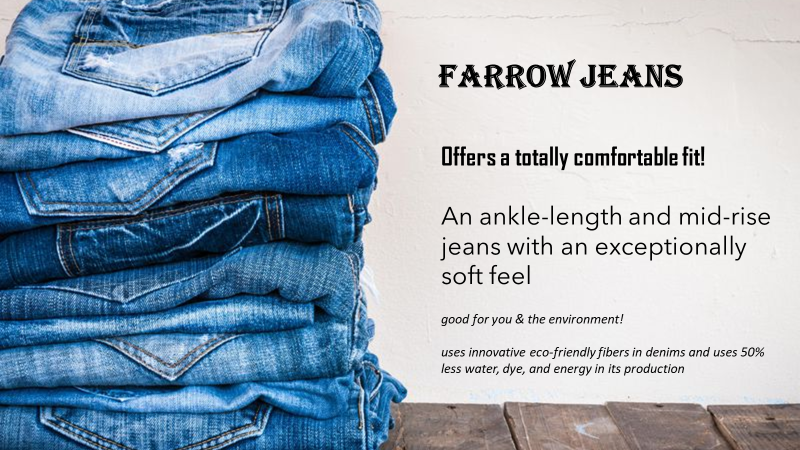 FARROW JEANS
Offers a totally comfortable fit!
An ankle-length and mid-rise
jeans with an exceptionally
soft feel
good for you & the environment!
uses innovative eco-friendly fibers in denims and uses 50%
less water, dye, and energy in its production